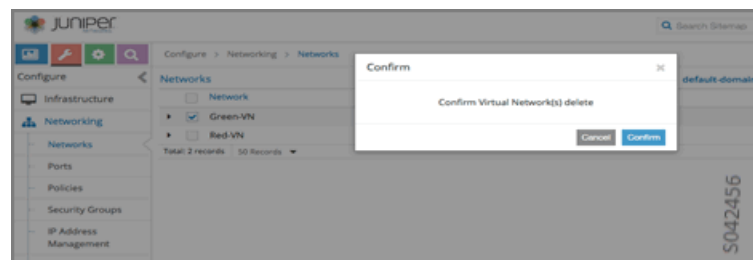 JUNIPER
NETWORKS
Search Sitemap
Configure
Configure > Networking > Networks
Infrastructure
Networking
Networks
Ports
Policies
Security Groups
IP Address
Management
Networks
default-domain
Network
Green-VN
Red-VN
Total: 2 records 50 Records
Confirm
Confirm Virtual Network(s) delete
Cancel Confirm
S042456